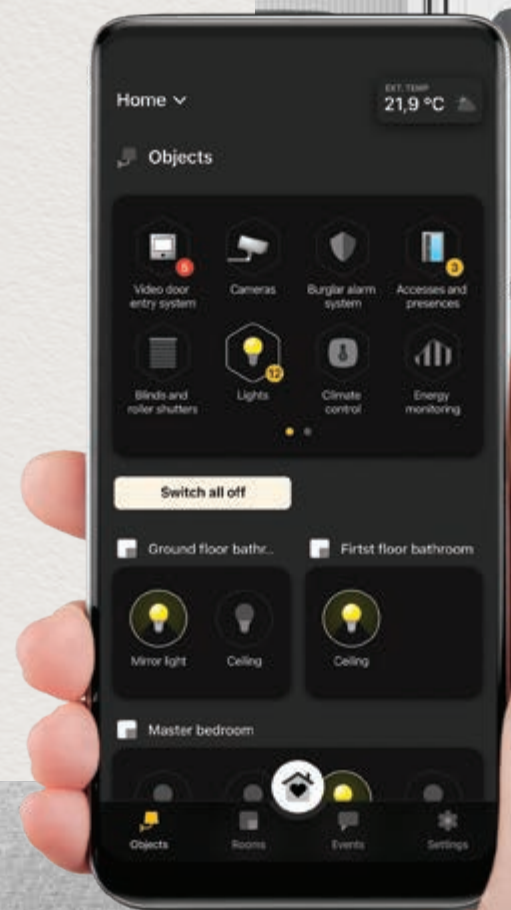 Home
EXT. TEMP
21,9 °C
Objects
5
3
Video door
entry system
Cameras
Burglar alarm
system
Accesses and
presences
12
Blinds and
roller shutters
Lights
Climate
control
Energy
monitoring
Switch all off
Ground floor bathr...
Firtst floor bathroom
Mirror light
Ceiling
Ceiling
Master bedroom
Objects
Rooms
Events
Settings